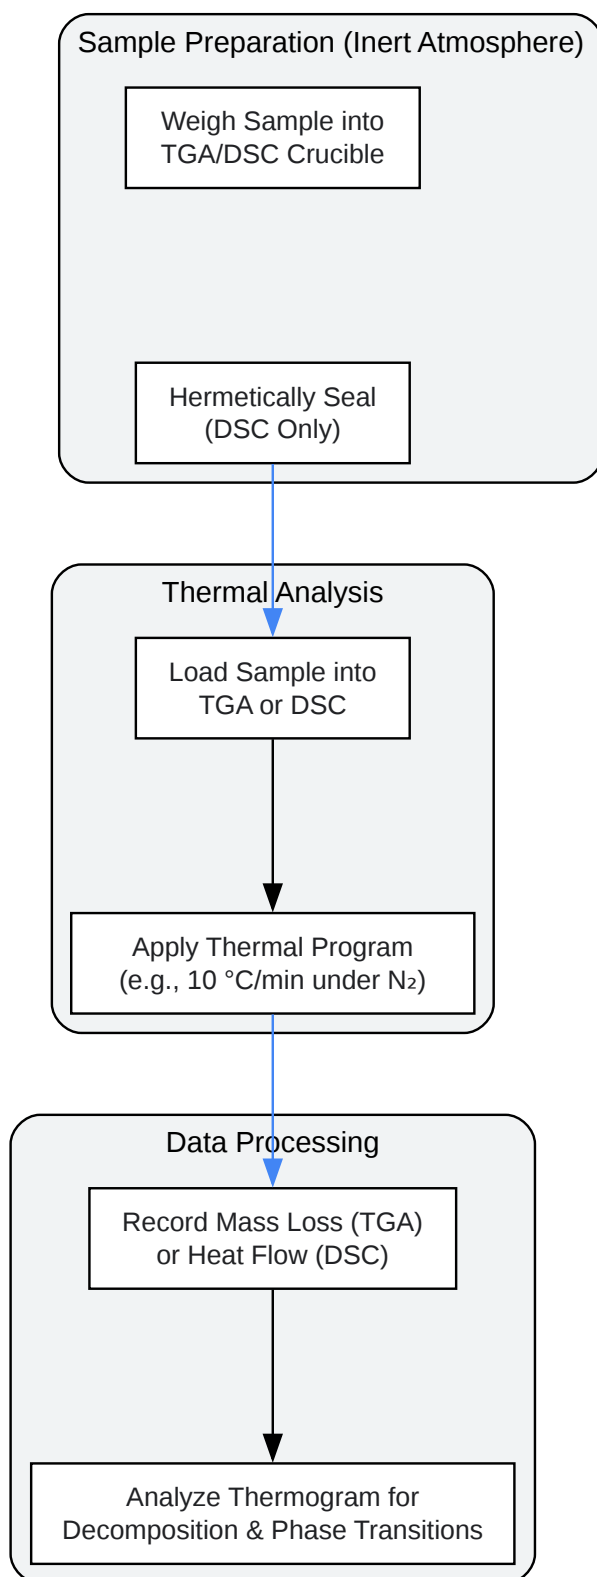 Sample Preparation (Inert Atmosphere)
Weigh Sample into
TGA/DSC Crucible
Hermetically Seal
(DSC Only)
Thermal Analysis
Load Sample into
TGA or DSC
Apply Thermal Program
(e.g., 10 °C/min under N₂)
Data Processing
Record Mass Loss (TGA)
or Heat Flow (DSC)
Analyze Thermogram for
Decomposition & Phase Transitions